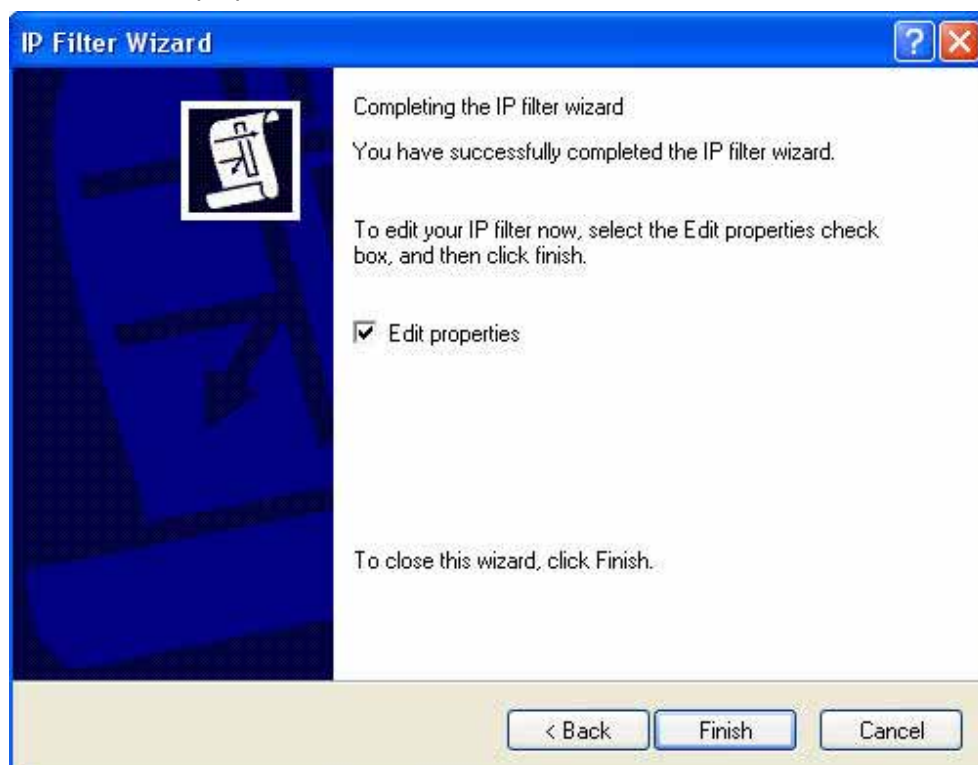 IP Filter Wizard
Completing the IP filter wizard
You have successfully completed the IP filter wizard.
To edit your IP filter now, select the Edit properties check
box, and then click finish.
Edit properties
To close this wizard, click Finish.
< Back
Finish
Cancel